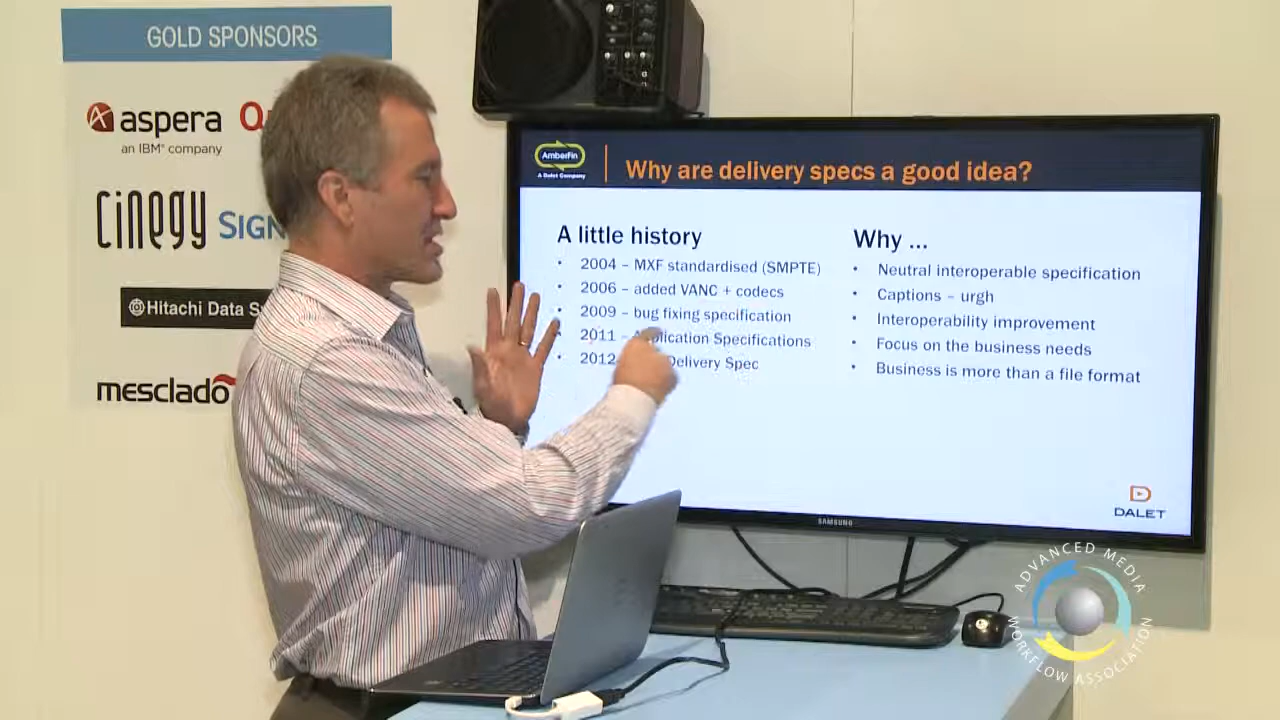 GOLD SPONSORS
aspera
an IBM® company
cinegy
SIGN
Hitachi Data
mesclado
AmberFin
A Dalet Company
Why are delivery specs a good idea?
A little history
• 2004 – MXF standardised (SMPTE)
• 2006 – added VANC + codecs
• 2009 – bug fixing specification
• 2011 – Application Specifications
• 2012 Delivery Spec
Why ...
• Neutral interoperable specification
• Captions – urgh
• Interoperability improvement
• Focus on the business needs
• Business is more than a file format
DALET
SAMSUNG
ADVANCED MEDIA
WORKFLOW ASSOCIATION